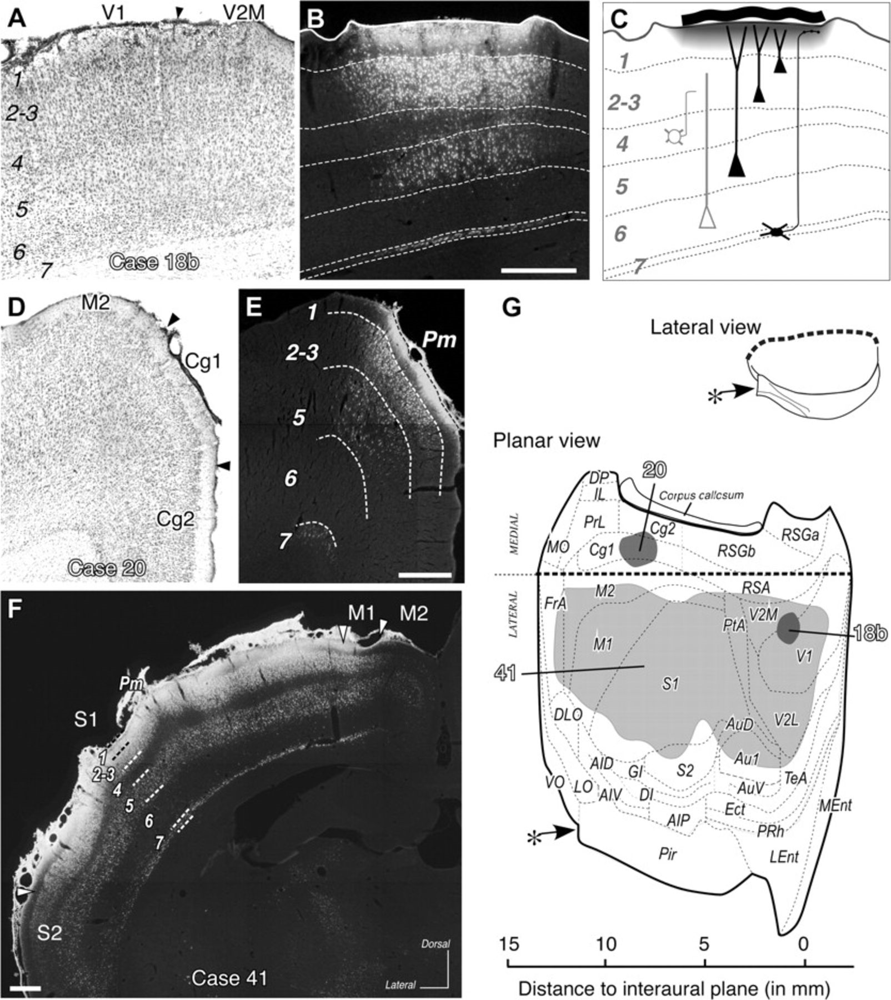 A
V1
V2M
1
2-3
4
5
6
7
Case 18b
B
C
1
2-3
4
5
6
7
D
M2
Cg1
Cg2
Case 20
E
1
2-3
5
6
7
Pm
F
M1
M2
Pm
S1
1
2-3
4
5
6
7
S2
Case 41
Dorsal
Lateral
G
Lateral view
*
Planar view
20
DP
IL
Corpus callcsum
PrL
Cg2
MO
Cg1
RSGb
RSGa
MEDIAL
LATERAL
FrA
M2
RSA
V2M
PtA
18b
M1
V1
41
S1
DLO
AuD
V2L
AID
GI
S2
Au1
TeA
VO
LO
AIV
DI
AuV
Ect
MEnt
AIP
PRh
*
Pir
LEnt
15 10 5 0
Distance to interaural plane (in mm)